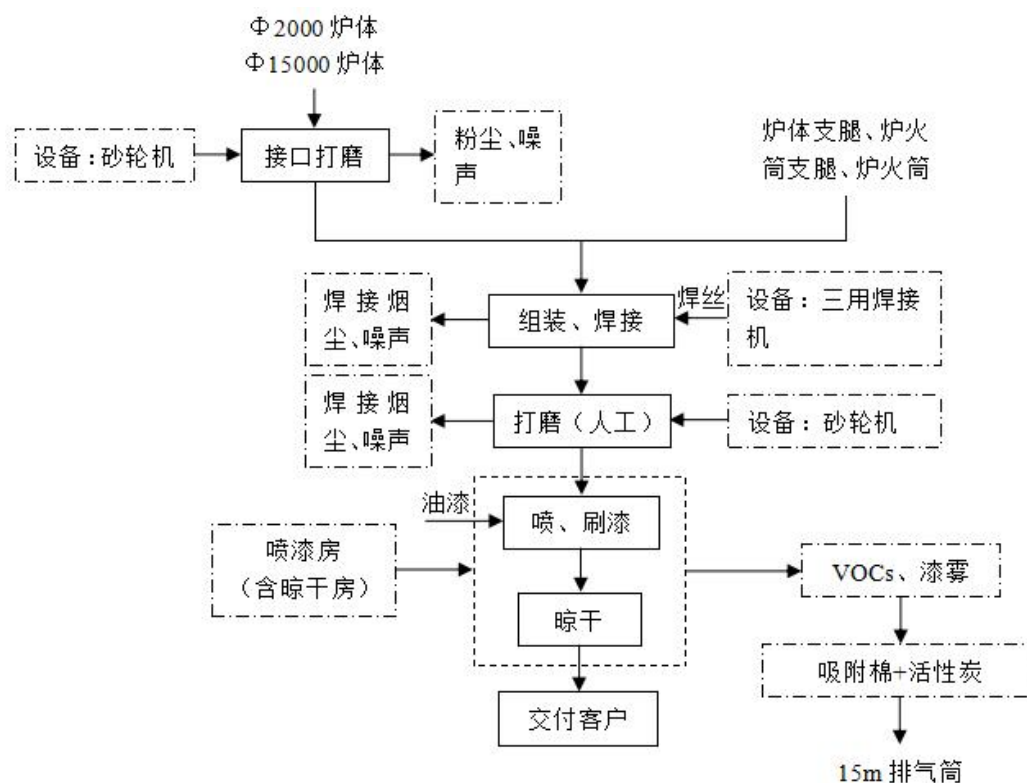 Φ2000 炉体
Φ15000 炉体
设备：砂轮机
接口打磨
粉尘、噪
声
炉体支腿、炉火
筒支腿、炉火筒
焊接烟
尘、噪声
组装、焊接
焊丝
设备：三用焊接
机
焊接烟
尘、噪声
打磨（人工）
设备：砂轮机
油漆
喷、刷漆
喷漆房
（含晾干房）
VOCs、漆雾
晾干
吸附棉+活性炭
交付客户
15m 排气筒